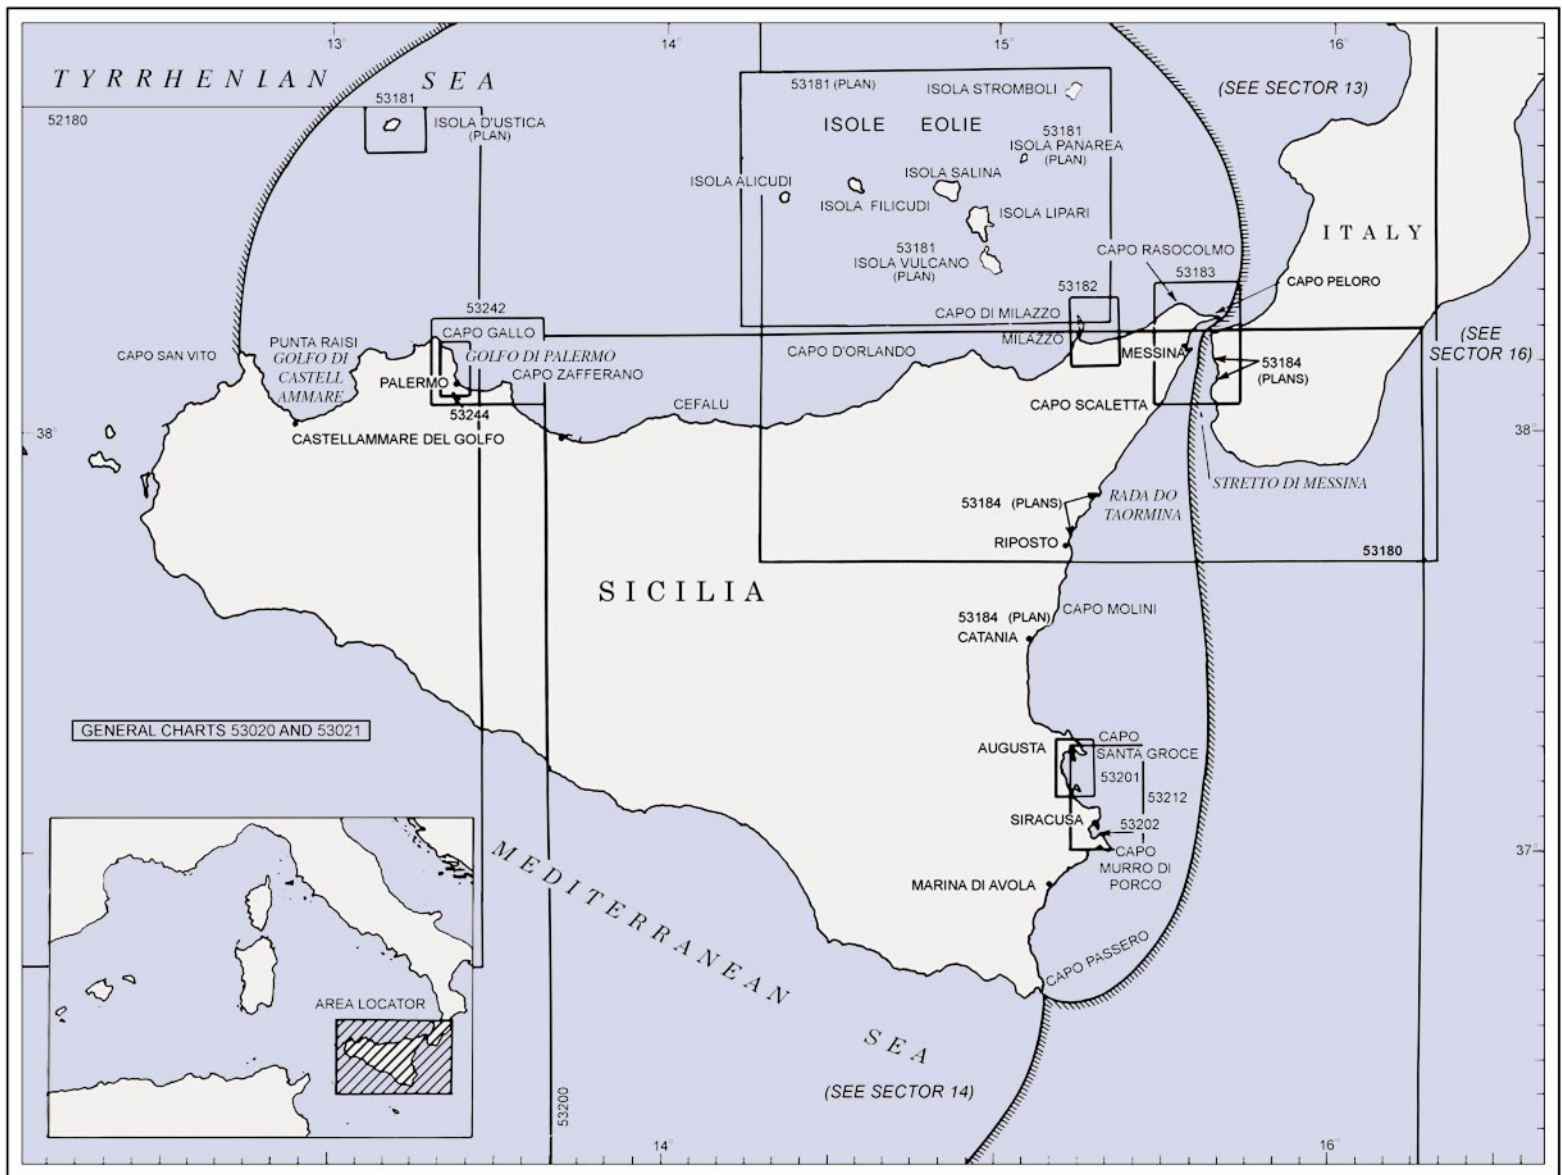 13°
14°
15°
16°
TYRRHENIAN SEA
52180
53181
ISOLA D'USTICA
(PLAN)
53181 (PLAN)
ISOLA STROMBOLI
(SEE SECTOR 13)
ISOLE EOLIE
53181
ISOLA PANAREA
(PLAN)
ISOLA ALICUDI
ISOLA SALINA
ISOLA FILICUDI
ISOLA LIPARI
53181
ISOLA VULCANO
(PLAN)
ITALY
CAPO RASOCOLMO
53183
CAPO PELORO
53182
53242
CAPO GALLO
CAPO DI MILAZZO
MILAZZO
PUNTA RAISI
GOLFO DI
CASTELL
AMMARE
CAPO SAN VITO
GOLFO DI PALERMO
CAPO ZAFFERANO
PALERMO
53244
CAPO D'ORLANDO
MESSINA
53184
(PLANS)
(SEE
SECTOR 16)
CEFALU
CAPO SCALETTA
38°
38°
CASTELLAMMARE DEL GOLFO
STRETTO DI MESSINA
53184 (PLANS)
RADA DO
TAORMINA
RIPOSTO
53180
SICILIA
CAPO MOLINI
53184 (PLAN)
CATANIA
GENERAL CHARTS 53020 AND 53021
AUGUSTA
CAPO
SANTA GROCE
53201
53212
SIRACUSA
53202
37°
CAPO
MURRO DI
PORCO
MARINA DI AVOLA
MEDITERRANEAN SEA
CAPO PASSERO
AREA LOCATOR
(SEE SECTOR 14)
53200
14°
16°